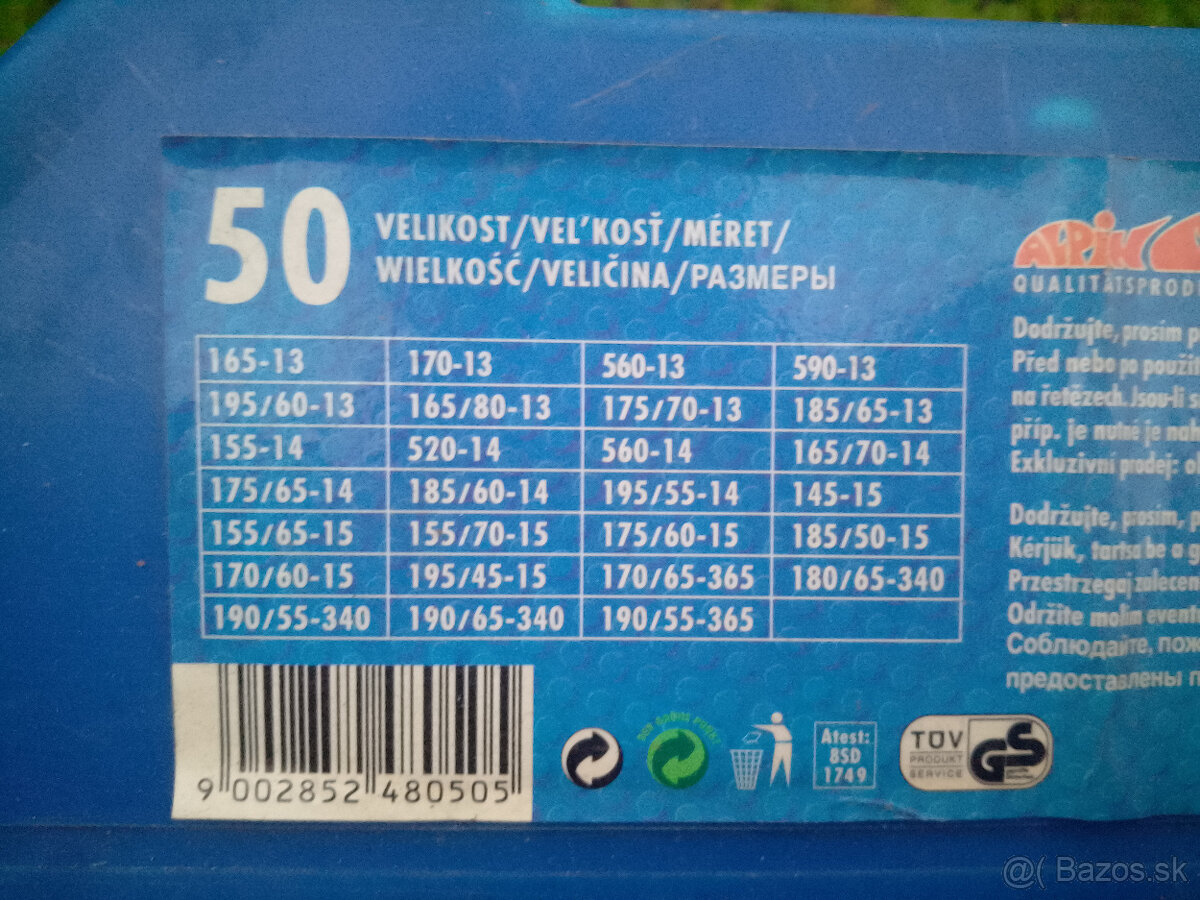 50
VELIKOST/VEL'KOSŤ/MÉRET/
WIELKOŚĆ/VELIČINA/РАЗМЕРЫ
165-13 170-13 560-13 590-13
195/60-13 165/80-13 175/70-13 185/65-13
155-14 520-14 560-14 165/70-14
175/65-14 185/60-14 195/55-14 145-15
155/65-15 155/70-15 175/60-15 185/50-15
170/60-15 195/45-15 170/65-365 180/65-340
190/55-340 190/65-340 190/55-365
ALPIN
QUALITÄTSPROD
Dodržujte, prosím p
Před nebo po použi
na řetězech. Jsou-li s
příp. je nutné je nah
Exkluzivní prodej:
Dodržujte, prosím,
Kérjük, tartsa be a g
Przestrzegaj zalecen
Održite molim event
Соблюдайте, пож
предоставлены п
9 002852 480505
DER GRÜNE PUNKT
Atest:
8SD
1749
TÜV
PRODUKT
SERVICE
GS
@( Bazos.sk